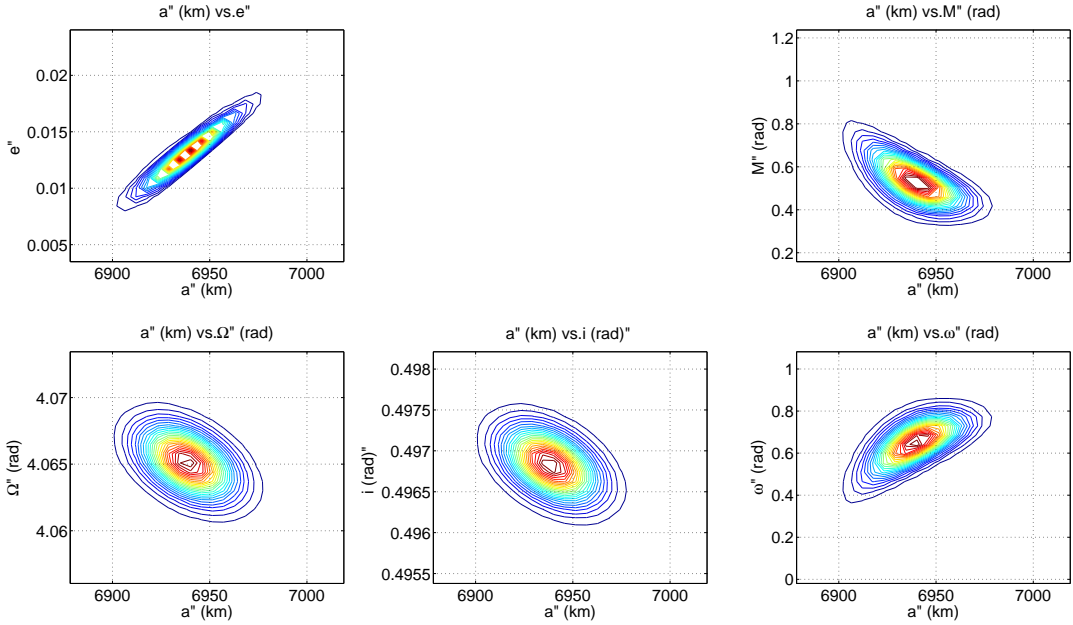 a" (km) vs.e"
a" (km) vs.M" (rad)
e"
0.02
0.015
0.01
0.005
6900
6950
7000
a" (km)
M" (rad)
1.2
1
0.8
0.6
0.4
0.2
6900
6950
7000
a" (km)
a" (km) vs.Ω" (rad)
a" (km) vs.i (rad)"
a" (km) vs.ω" (rad)
Ω" (rad)
4.07
4.065
4.06
6900
6950
7000
a" (km)
i (rad)"
0.498
0.4975
0.497
0.4965
0.496
0.4955
6900
6950
7000
a" (km)
ω" (rad)
1
0.8
0.6
0.4
0.2
0
6900
6950
7000
a" (km)